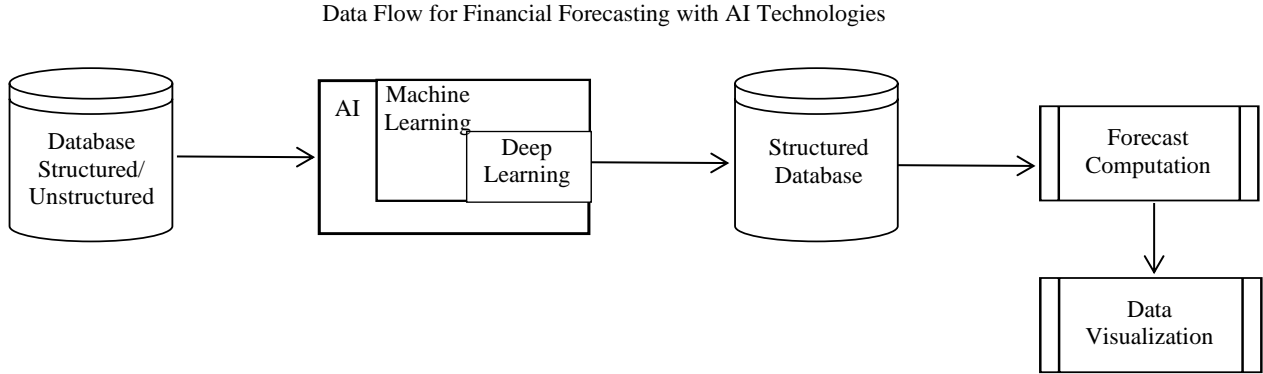 Data Flow for Financial Forecasting with AI Technologies
Database
Structured/
Unstructured
AI
Machine
Learning
Deep
Learning
Structured
Database
Forecast
Computation
Data
Visualization